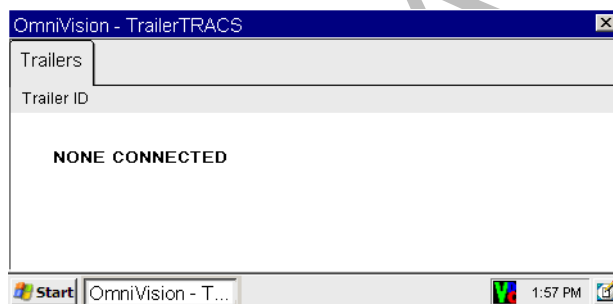 OmniVision - TrailerTRACS
Trailers
Trailer ID
NONE CONNECTED
Start OmniVision - T... 1:57 PM